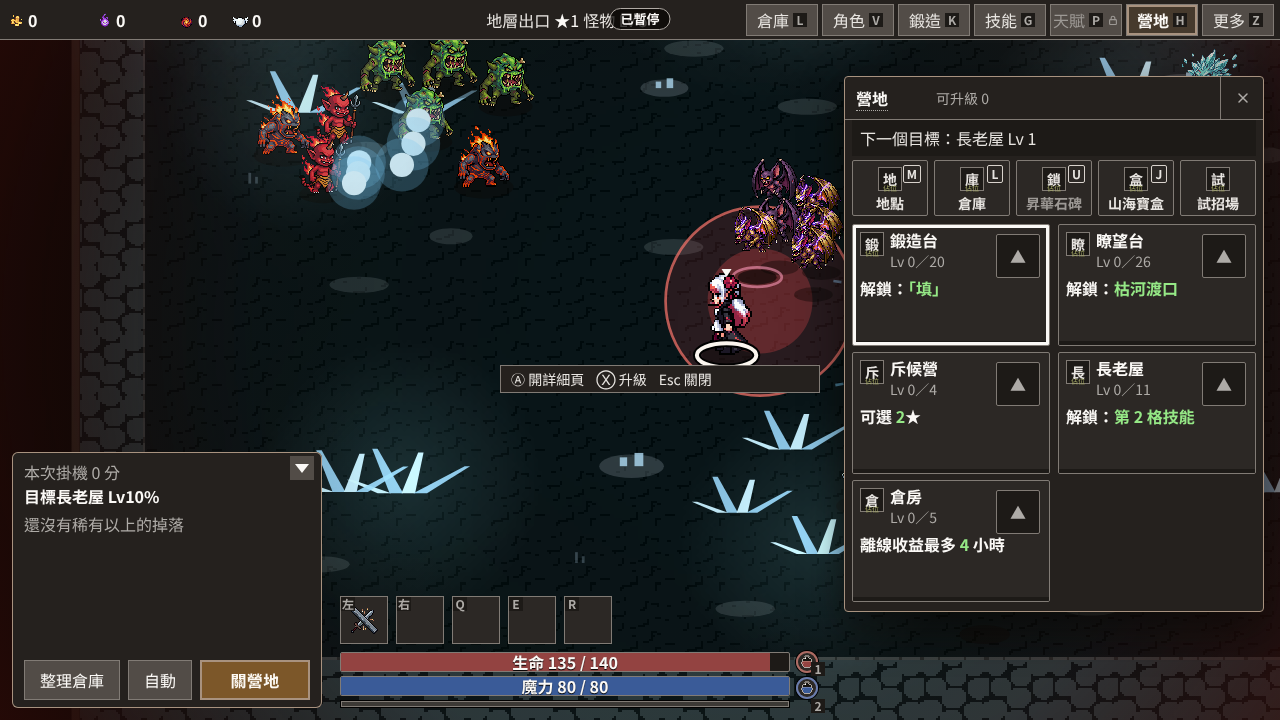 0
0
0
0
地層出口 ★1 怪物
已暫停
倉庫 L
角色 V
鍛造 K
技能 G
天賦 P
營地 H
更多 Z
營地
可升級 0
×
下一個目標：長老屋 Lv 1
地 M
地點
庫 L
倉庫
鎖 U
昇華石碑
盒 J
山海寶盒
試
試招場
鍛
鍛造台
Lv 0／20
解鎖：「填」
瞭
瞭望台
Lv 0／26
解鎖：枯河渡口
斥
斥候營
Lv 0／4
可選 2★
長
長老屋
Lv 0／11
解鎖：第 2 格技能
倉
倉房
Lv 0／5
離線收益最多 4 小時
Ⓐ 開詳細頁 Ⓧ 升級 Esc 關閉
本次掛機 0 分
目標長老屋 Lv10%
還沒有稀有以上的掉落
整理倉庫
自動
關營地
左
右
Q
E
R
生命 135 / 140
1
魔力 80 / 80
2